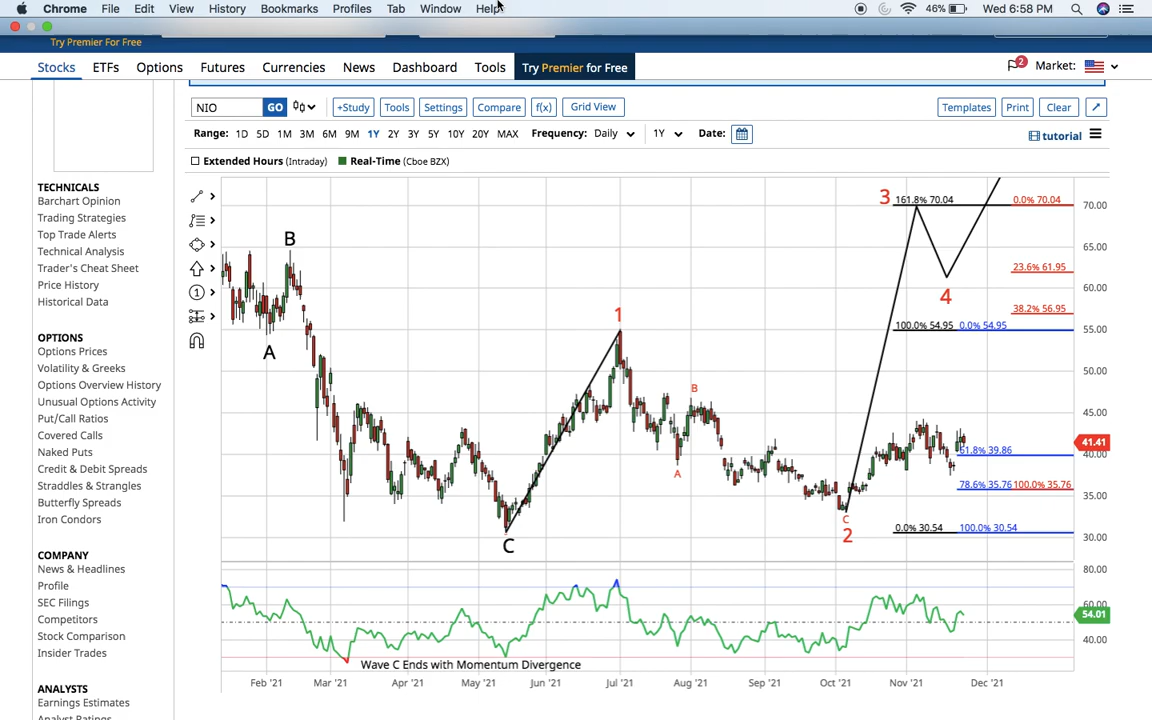 Chrome File Edit View History Bookmarks Profiles Tab Window Help 46% Wed 6:58 PM
Try Premier For Free
Stocks ETFs Options Futures Currencies News Dashboard Tools Try Premier for Free 2 Market:
NIO GO +Study Tools Settings Compare f(x) Grid View Templates Print Clear
Range: 1D 5D 1M 3M 6M 9M 1Y 2Y 3Y 5Y 10Y 20Y MAX Frequency: Daily 1Y Date: tutorial
Extended Hours (Intraday) Real-Time (Cboe BZX)
TECHNICALS
Barchart Opinion
Trading Strategies
Top Trade Alerts
Technical Analysis
Trader's Cheat Sheet
Price History
Historical Data
OPTIONS
Options Prices
Volatility & Greeks
Options Overview History
Unusual Options Activity
Put/Call Ratios
Covered Calls
Naked Puts
Credit & Debit Spreads
Straddles & Strangles
Butterfly Spreads
Iron Condors
COMPANY
News & Headlines
Profile
SEC Filings
Competitors
Stock Comparison
Insider Trades
ANALYSTS
Earnings Estimates
Analyst Ratings
1
3 161.8% 70.04 0.0% 70.04 70.00
B 65.00
23.6% 61.95 60.00
4
38.2% 56.95
1 100.0% 54.95 0.0% 54.95 55.00
A
50.00
B
45.00
41.41
40.00
61.8% 39.86
A
78.6% 35.76 100.0% 35.76 35.00
C
2 0.0% 30.54 100.0% 30.54
C 30.00
80.00
60.00
54.01
40.00
Wave C Ends with Momentum Divergence
Feb '21 Mar '21 Apr '21 May '21 Jun '21 Jul '21 Aug '21 Sep '21 Oct '21 Nov '21 Dec '21